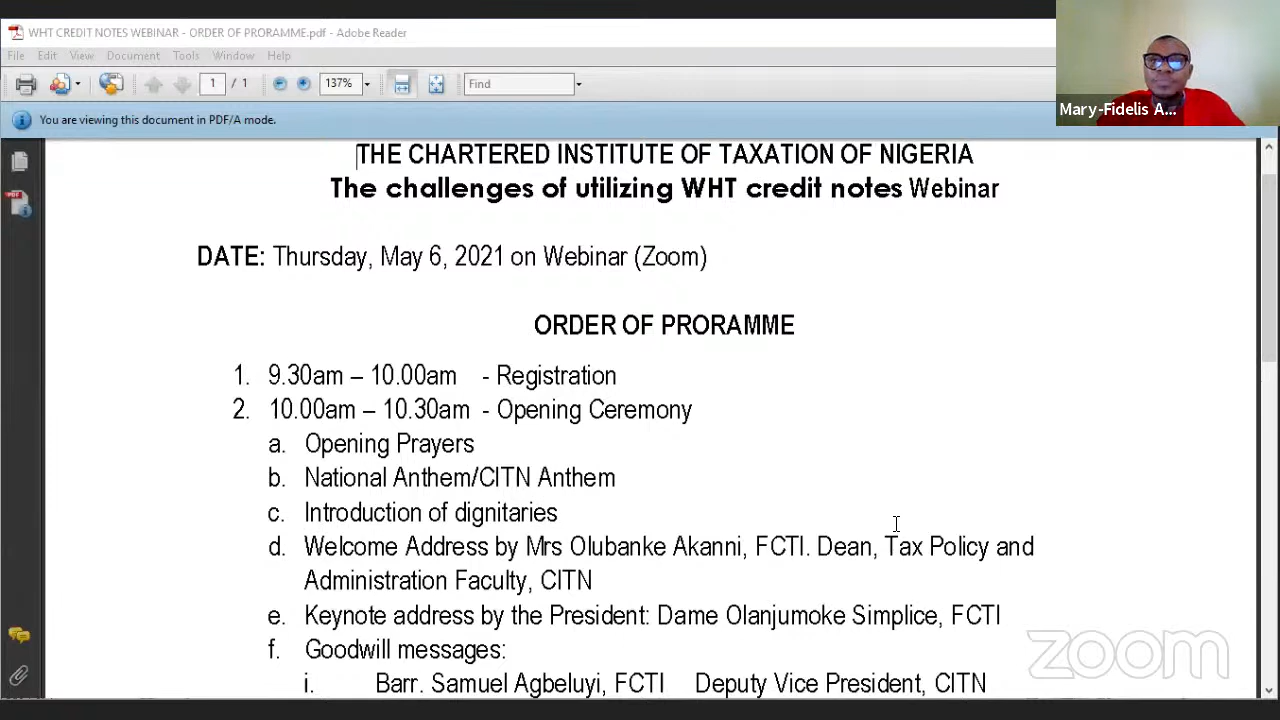 WHT CREDIT NOTES WEBINAR - ORDER OF PRORAMME.pdf - Adobe Reader
File Edit View Document Tools Window Help
1 / 1 137% Find
You are viewing this document in PDF/A mode.
Mary-Fidelis A...
THE CHARTERED INSTITUTE OF TAXATION OF NIGERIA
The challenges of utilizing WHT credit notes Webinar
DATE: Thursday, May 6, 2021 on Webinar (Zoom)
ORDER OF PRORAMME
1. 9.30am – 10.00am - Registration
2. 10.00am – 10.30am - Opening Ceremony
a. Opening Prayers
b. National Anthem/CITN Anthem
c. Introduction of dignitaries
d. Welcome Address by Mrs Olubanke Akanni, FCTI. Dean, Tax Policy and
Administration Faculty, CITN
e. Keynote address by the President: Dame Olanjumoke Simplice, FCTI
f. Goodwill messages:
i. Barr. Samuel Agbeluyi, FCTI Deputy Vice President, CITN
zoom